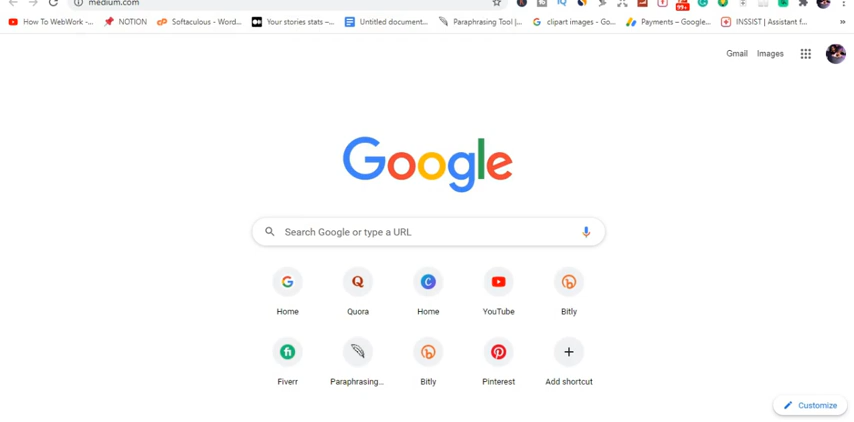 medium.com
99+
How To WebWork -...
NOTION
Softaculous - Word...
Your stories stats –...
Untitled document...
Paraphrasing Tool |...
clipart images - Go...
Payments – Google...
INSSIST | Assistant f...
»
Gmail
Images
Google
Search Google or type a URL
Home
Quora
Home
YouTube
Bitly
Fiverr
Paraphrasing...
Bitly
Pinterest
Add shortcut
Customize